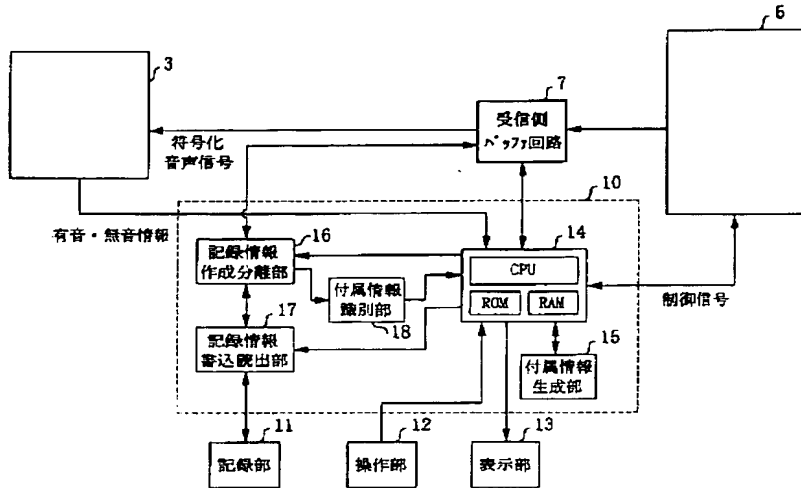 3
6
7
受信側
バッファ回路
符号化
音声信号
10
有音・無音情報
16
記録情報
作成分離部
14
CPU
ROM
RAM
制御信号
付属情報
識別部
18
17
記録情報
書込読出部
15
付属情報
生成部
11
記録部
12
操作部
13
表示部